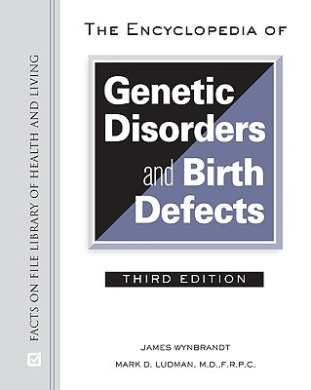 THE ENCYCLOPEDIA OF
Genetic
Disorders
and Birth
Defects
THIRD EDITION
JAMES WYNBRANDT
MARK D. LUDMAN, M.D.,F.R.P.C.
FACTS ON FILE LIBRARY OF HEALTH AND LIVING